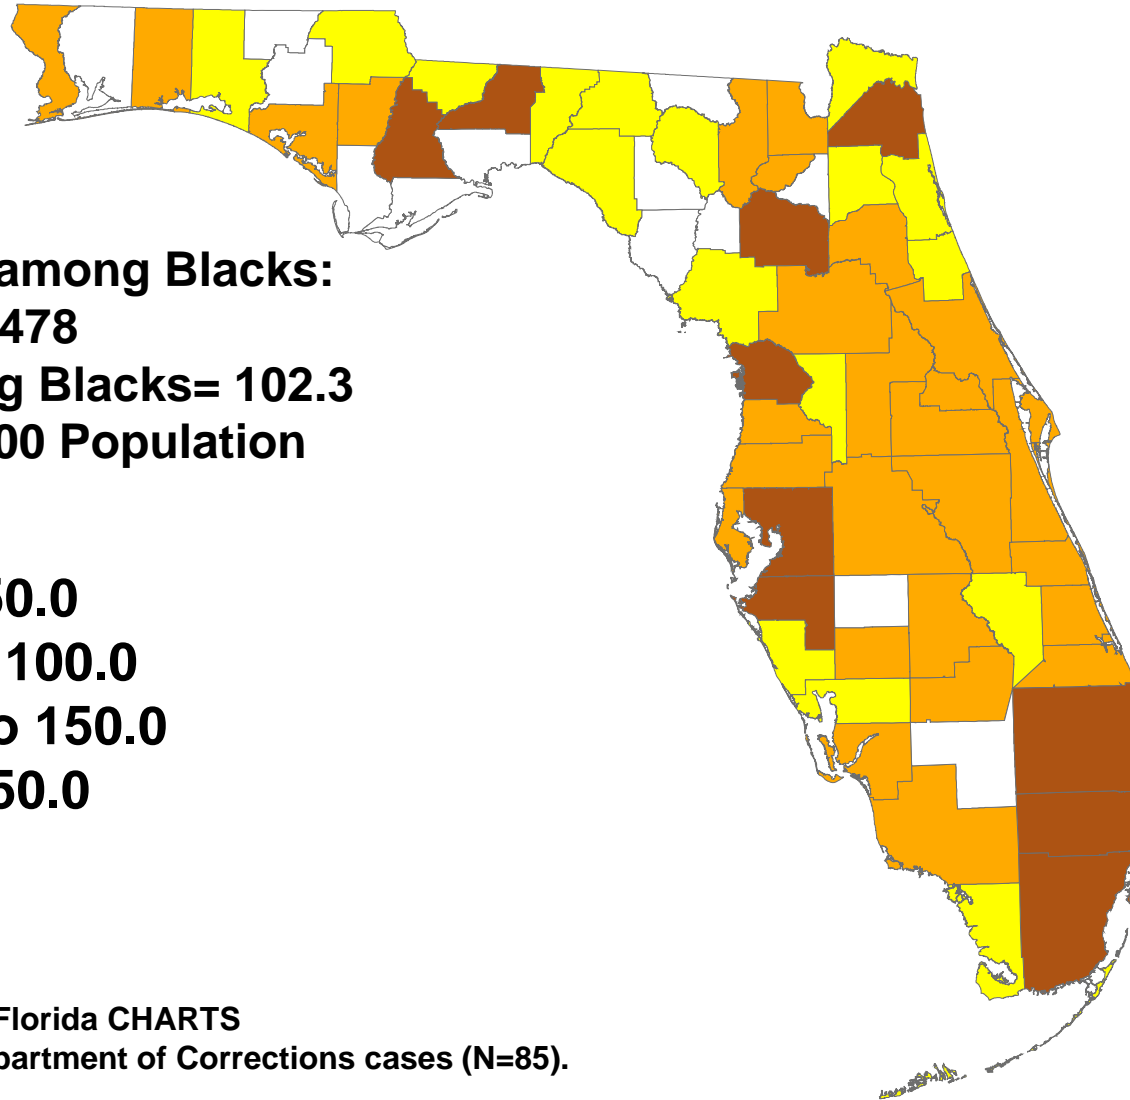 among Blacks:
478
g Blacks= 102.3
00 Population
50.0
100.0
o 150.0
50.0
Florida CHARTS
partment of Corrections cases (N=85).